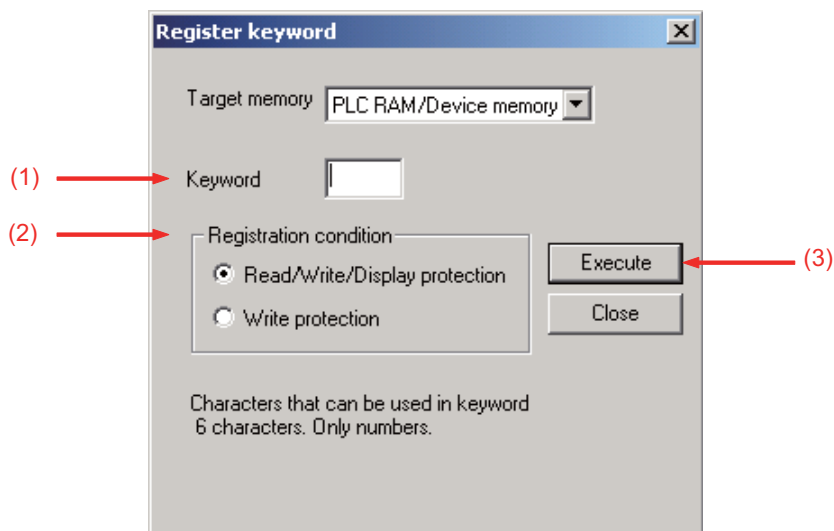 Register keyword
Target memory PLC RAM/Device memory
(1) Keyword
(2) Registration condition
Read/Write/Display protection
Execute (3)
Write protection
Close
Characters that can be used in keyword
6 characters. Only numbers.